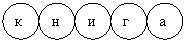 к н и г а